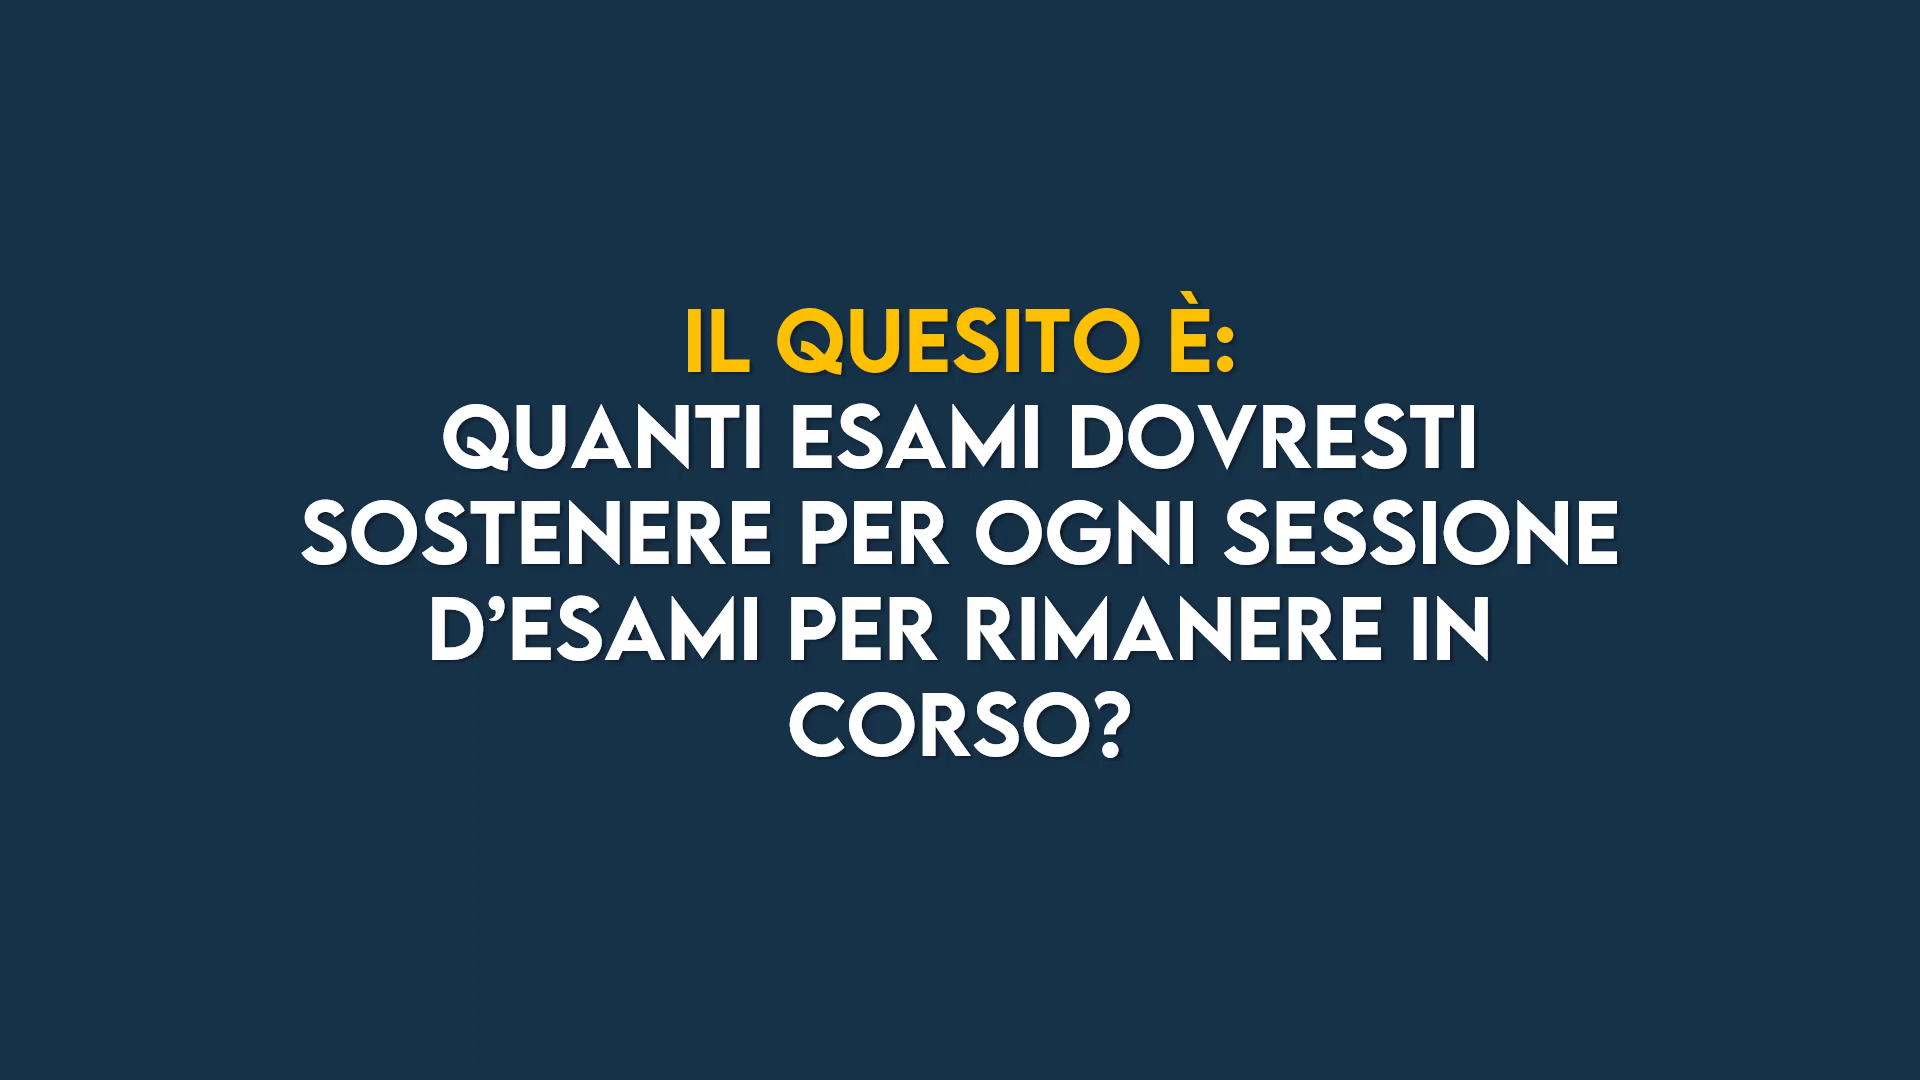 IL QUESITO È:
QUANTI ESAMI DOVRESTI
SOSTENERE PER OGNI SESSIONE
D’ESAMI PER RIMANERE IN
CORSO?